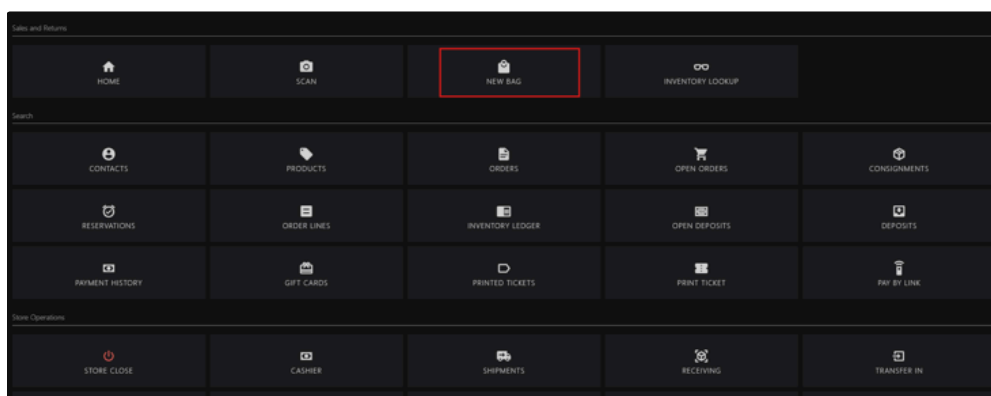 Sales and Returns
HOME
SCAN
NEW BAG
INVENTORY LOOKUP
Search
CONTACTS
PRODUCTS
ORDERS
OPEN ORDERS
CONSIGNMENTS
RESERVATIONS
ORDER LINES
INVENTORY LEDGER
OPEN DEPOSITS
DEPOSITS
PAYMENT HISTORY
GIFT CARDS
PRINTED TICKETS
PRINT TICKET
PAY BY LINK
Store Operations
STORE CLOSE
CASHIER
SHIPMENTS
RECEIVING
TRANSFER IN